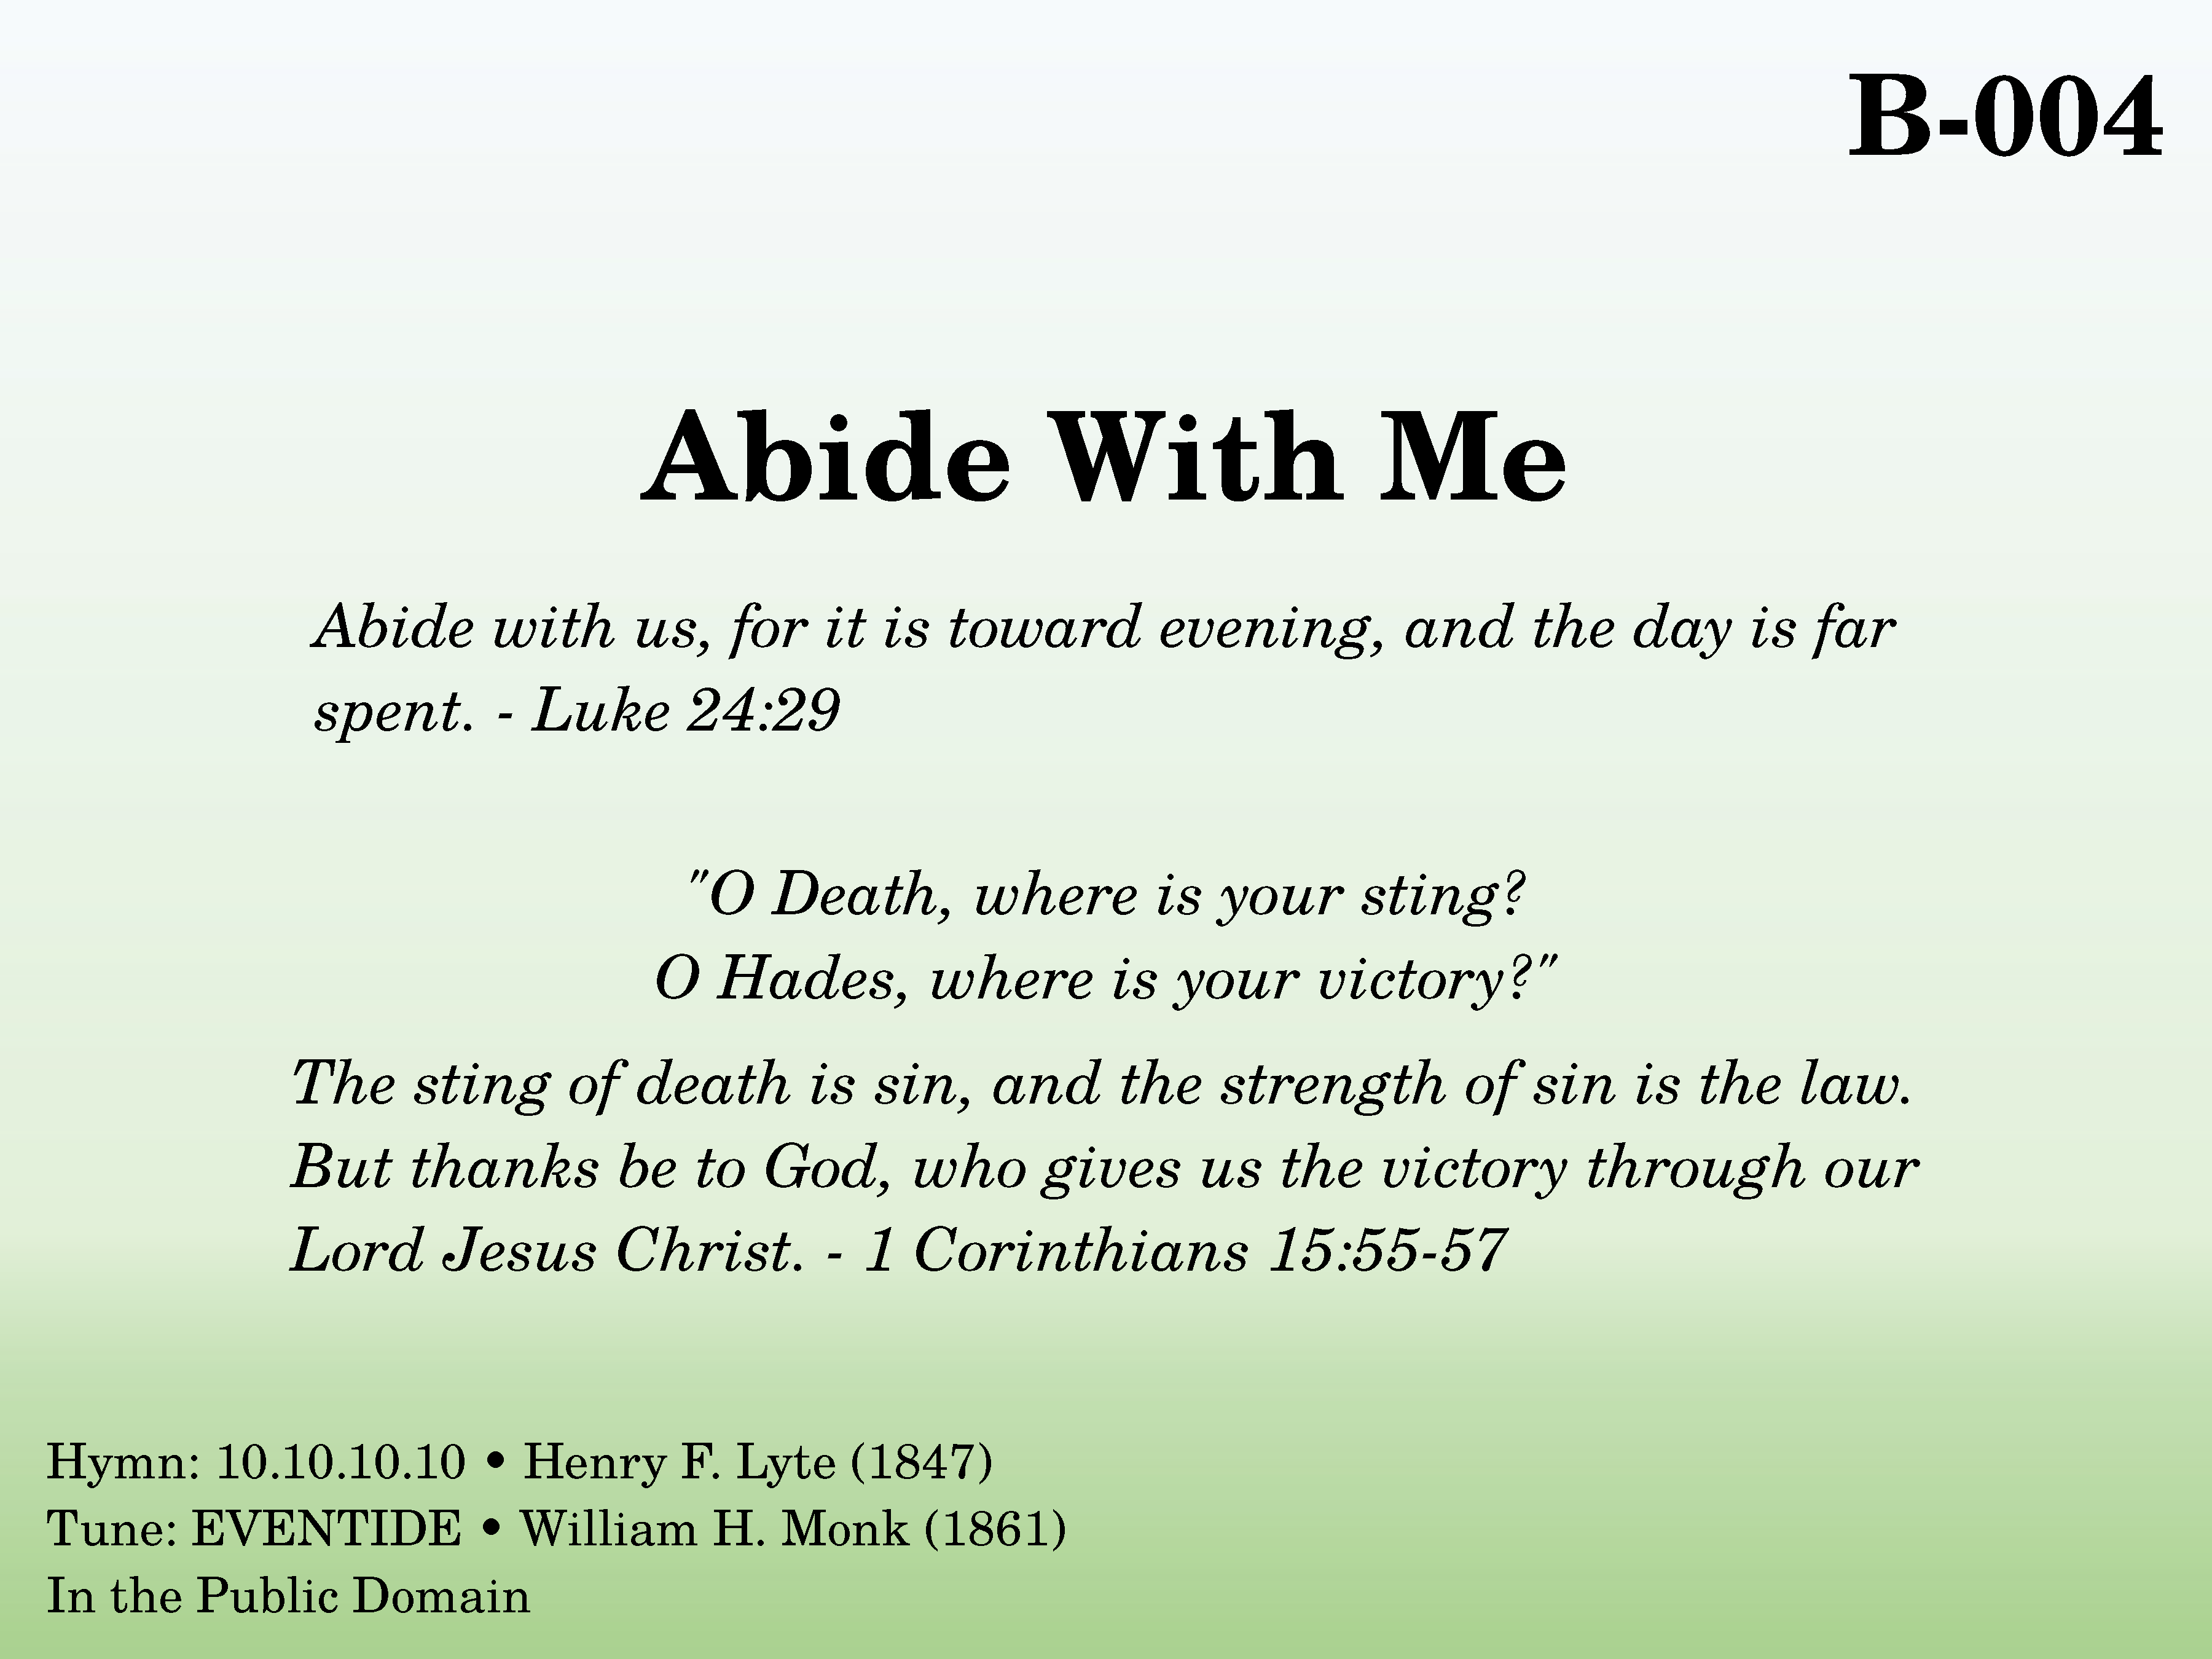 B-004
Abide With Me
Abide with us, for it is toward evening, and the day is far
spent. - Luke 24:29
"O Death, where is your sting?
O Hades, where is your victory?"
The sting of death is sin, and the strength of sin is the law.
But thanks be to God, who gives us the victory through our
Lord Jesus Christ. - 1 Corinthians 15:55-57
Hymn: 10.10.10.10 • Henry F. Lyte (1847)
Tune: EVENTIDE • William H. Monk (1861)
In the Public Domain